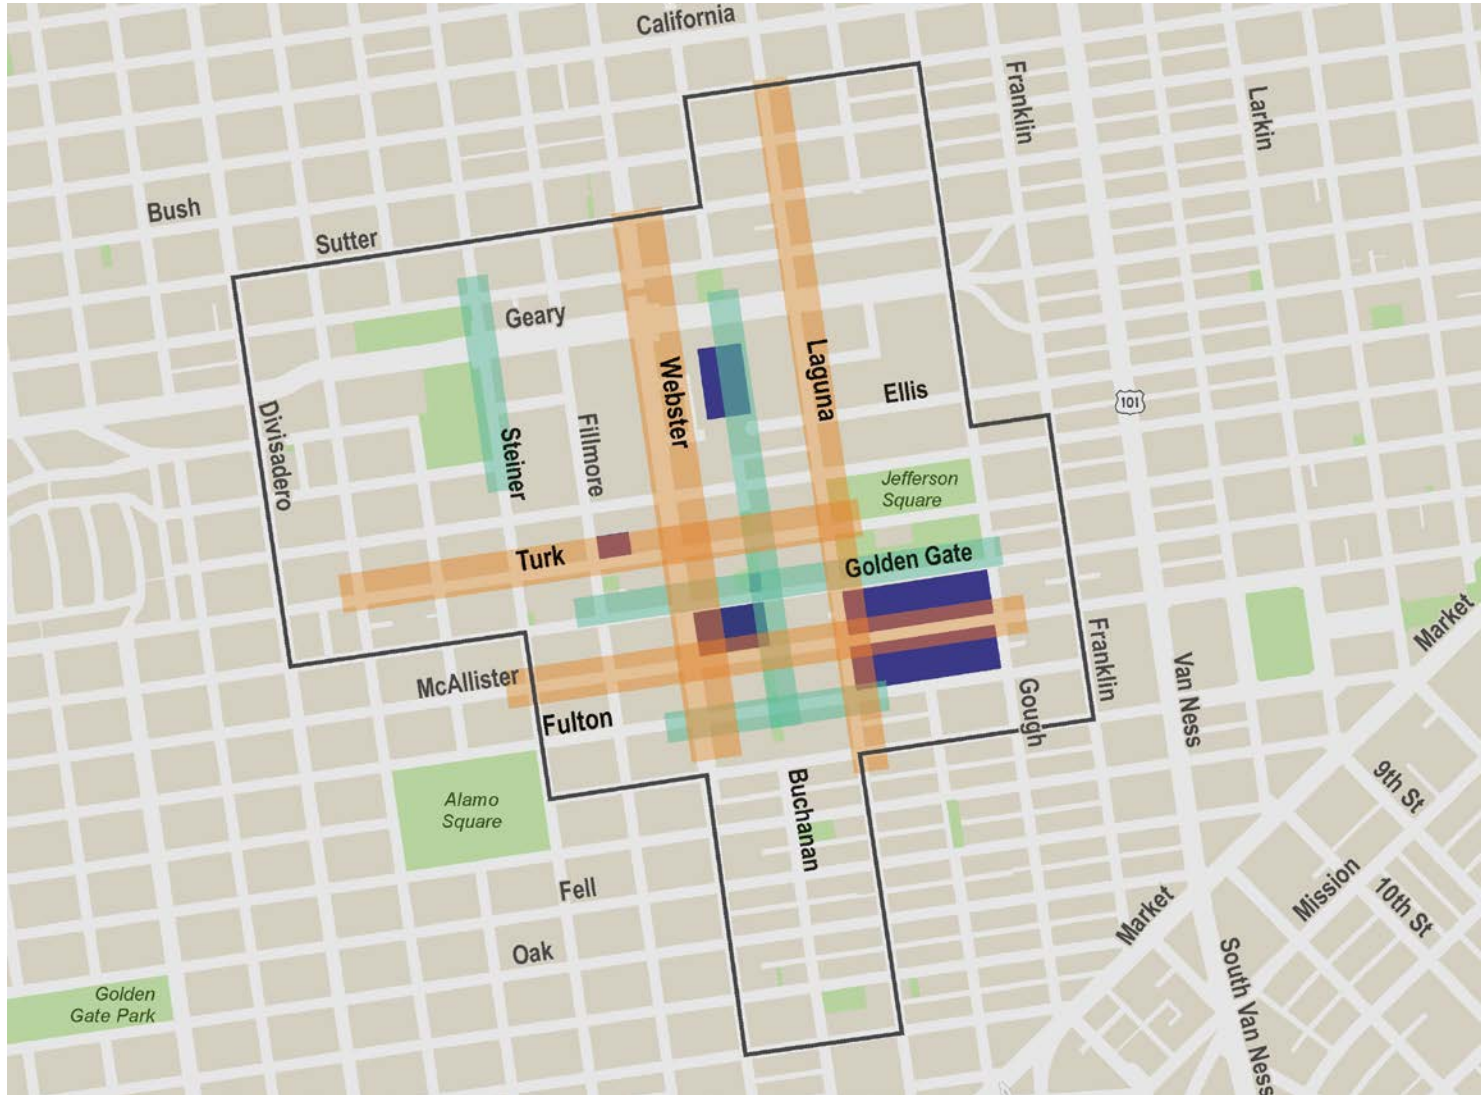 California
Franklin
Larkin
Bush
Sutter
Geary
Webster
Laguna
Ellis
101
Divisadero
Steiner
Fillmore
Jefferson
Square
Turk
Golden Gate
McAllister
Fulton
Franklin
Market
Van Ness
Gough
Alamo
Square
Buchanan
9th St
Fell
Mission
10th St
Market
Oak
South Van Ness
Golden
Gate Park